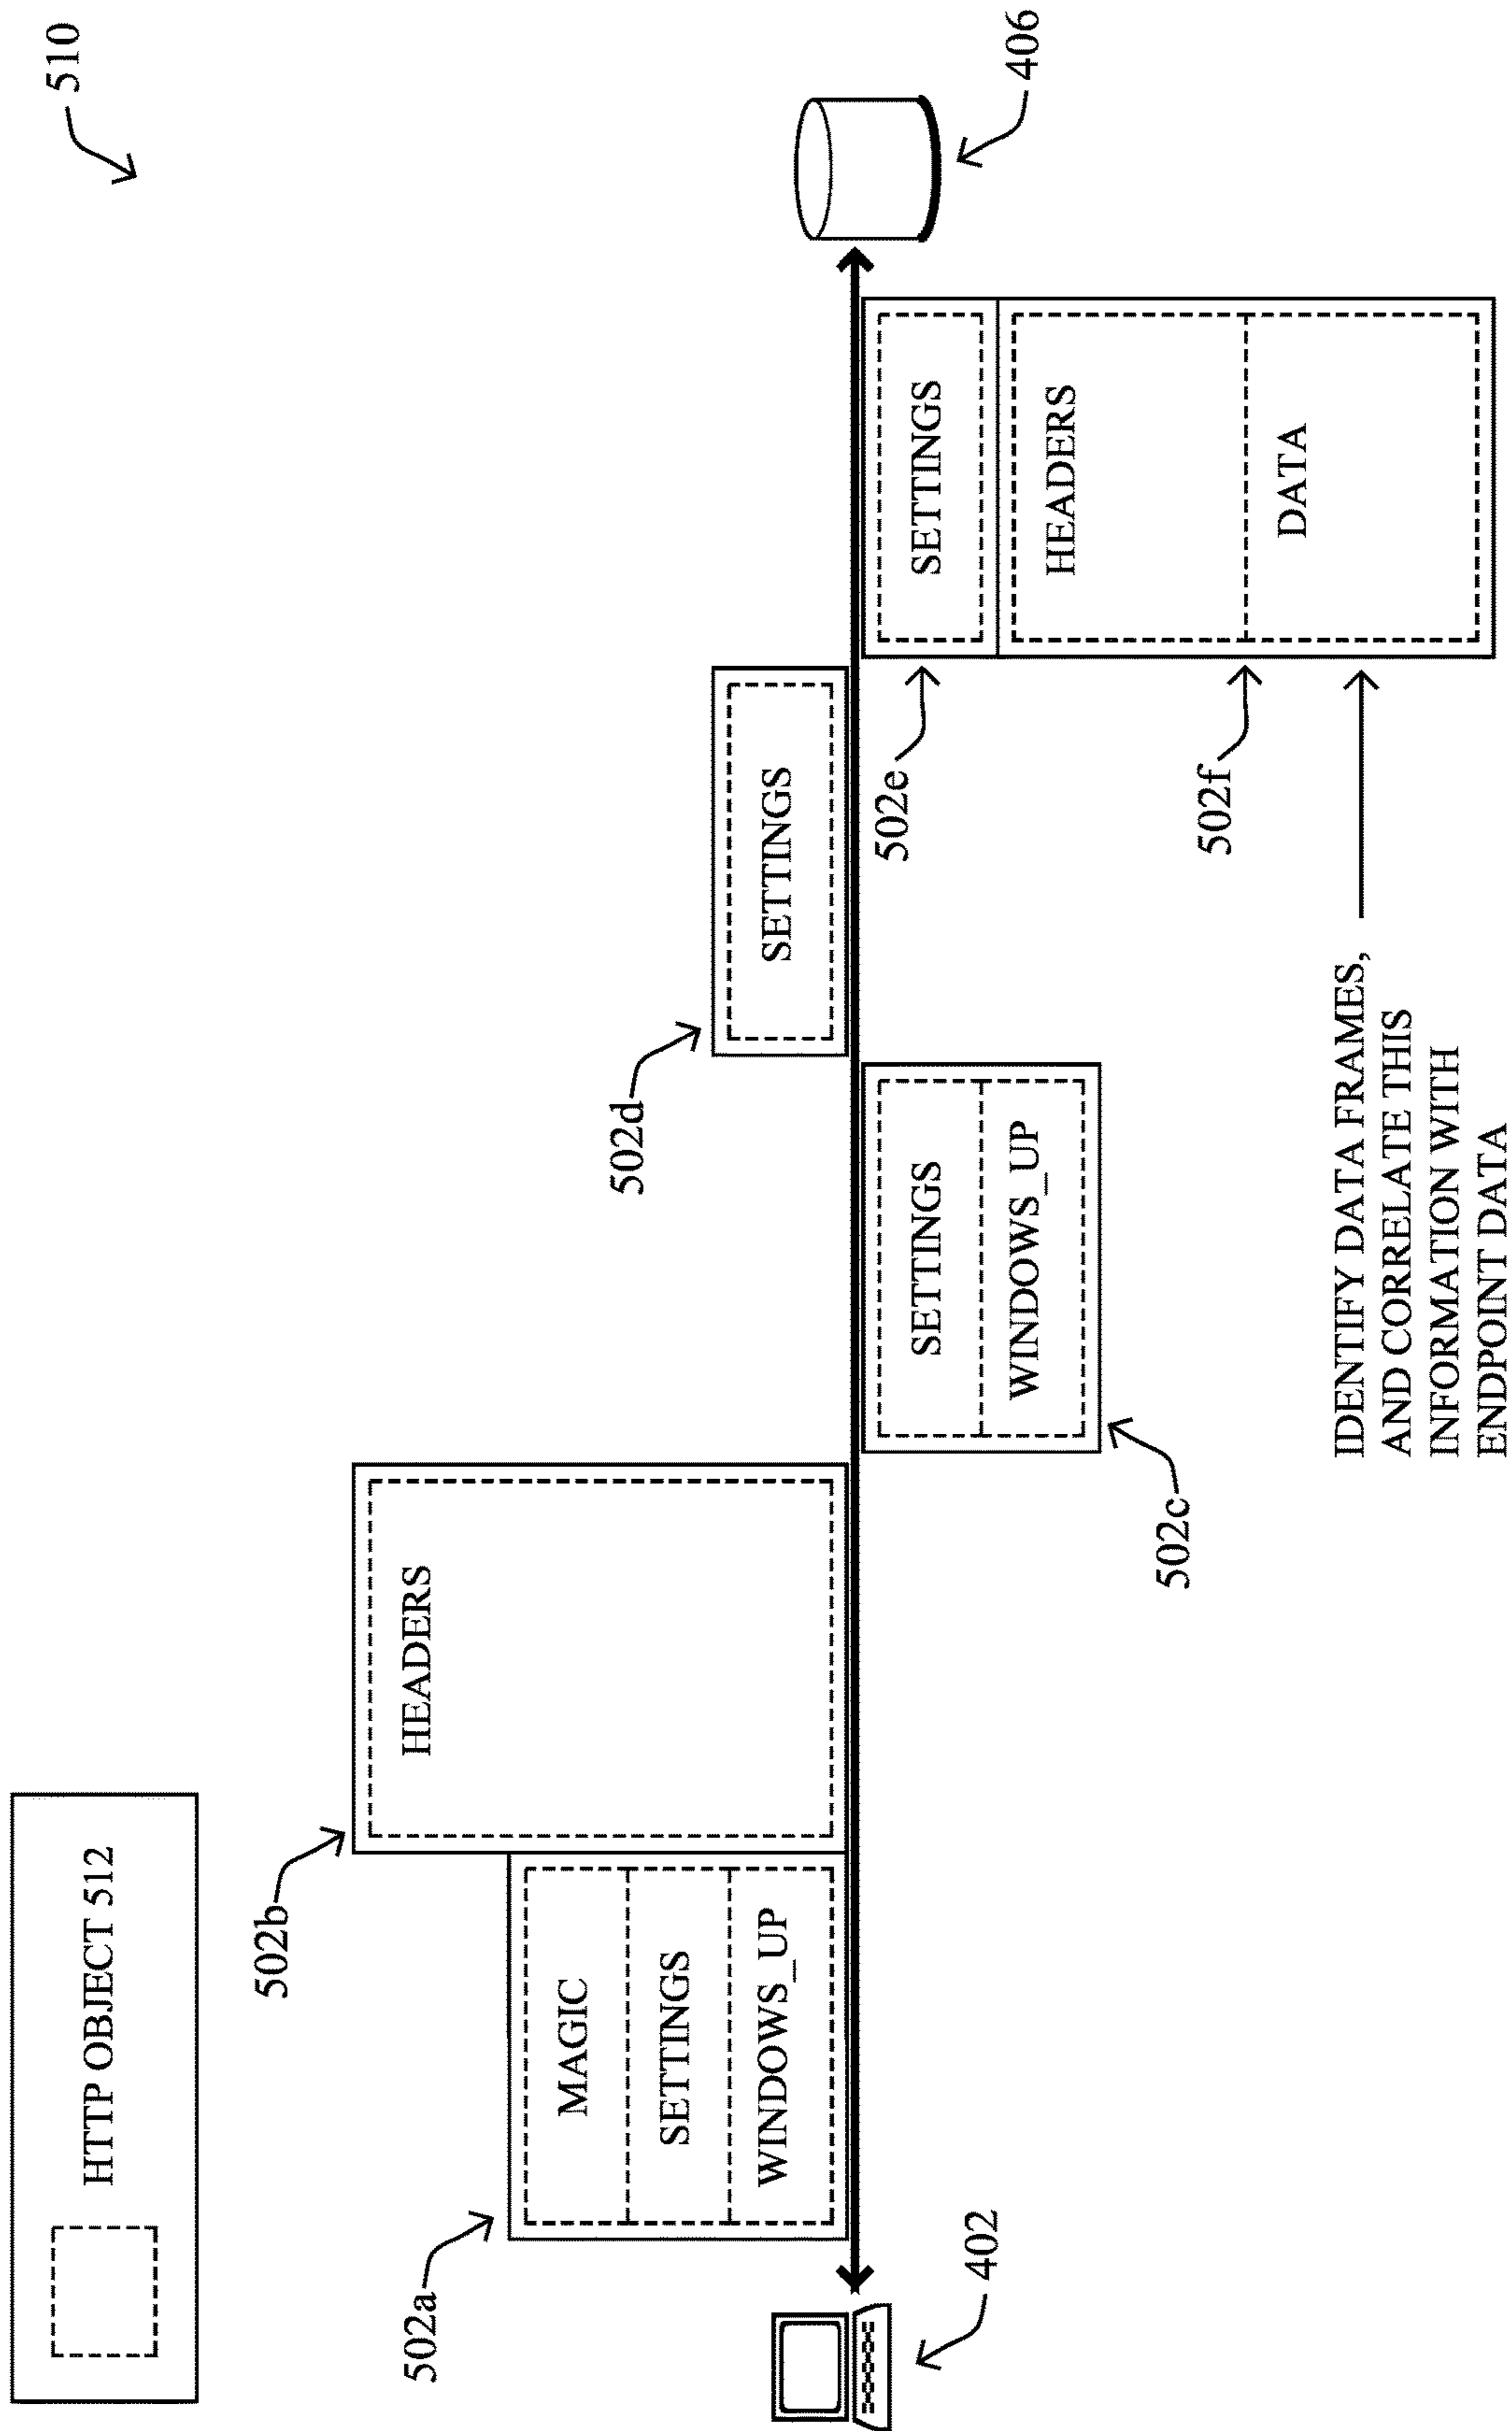 510
HTTP OBJECT 512
502b
HEADERS
502a
MAGIC
SETTINGS
WINDOWS_UP
502d
SETTINGS
402
406
SETTINGS
WINDOWS_UP
502c
502e
SETTINGS
HEADERS
502f
DATA
IDENTIFY DATA FRAMES,
AND CORRELATE THIS
INFORMATION WITH
ENDPOINT DATA